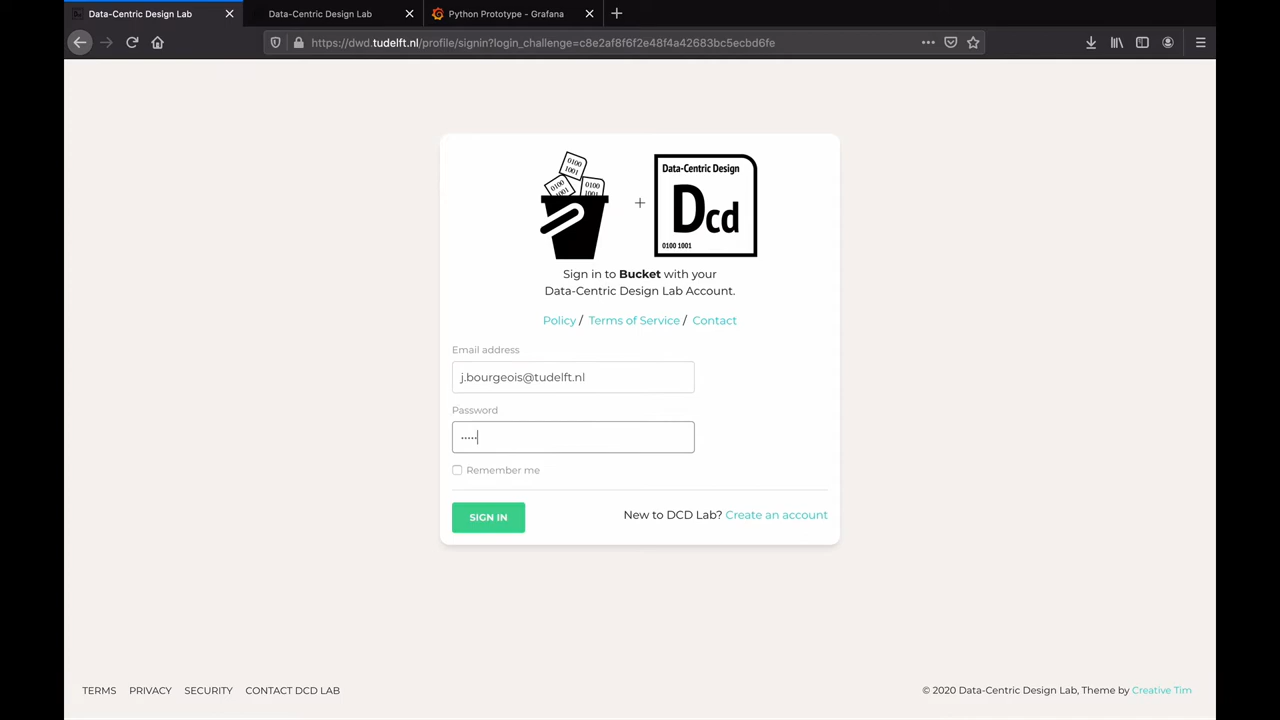 Data-Centric Design Lab
Data-Centric Design Lab
Python Prototype - Grafana
https://dwd.tudelft.nl/profile/signin?login_challenge=c8e2af8f6f2e48f4a42683bc5ecbd6fe
0100
1001
0100
1001
0100
1001
+
Data-Centric Design
Dcd
0100 1001
Sign in to Bucket with your
Data-Centric Design Lab Account.
Policy / Terms of Service / Contact
Email address
j.bourgeois@tudelft.nl
Password
•••••
Remember me
SIGN IN
New to DCD Lab? Create an account
TERMS PRIVACY SECURITY CONTACT DCD LAB
© 2020 Data-Centric Design Lab, Theme by Creative Tim